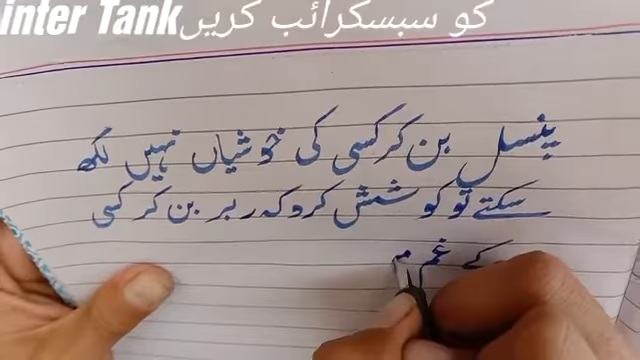 inter Tank کو سبسکرائب کریں
پنسل بن کر کسی کی خوشیاں نہیں لکھ
سکتے تو کوشش کرو کہ ربر بن کر کسی
کے غم